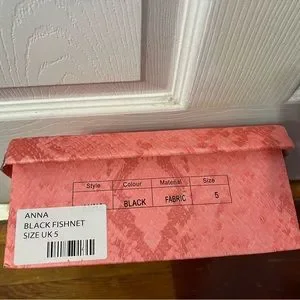 Style Colour Material Size
BLACK FABRIC 5
ANNA
BLACK FISHNET
SIZE UK 5